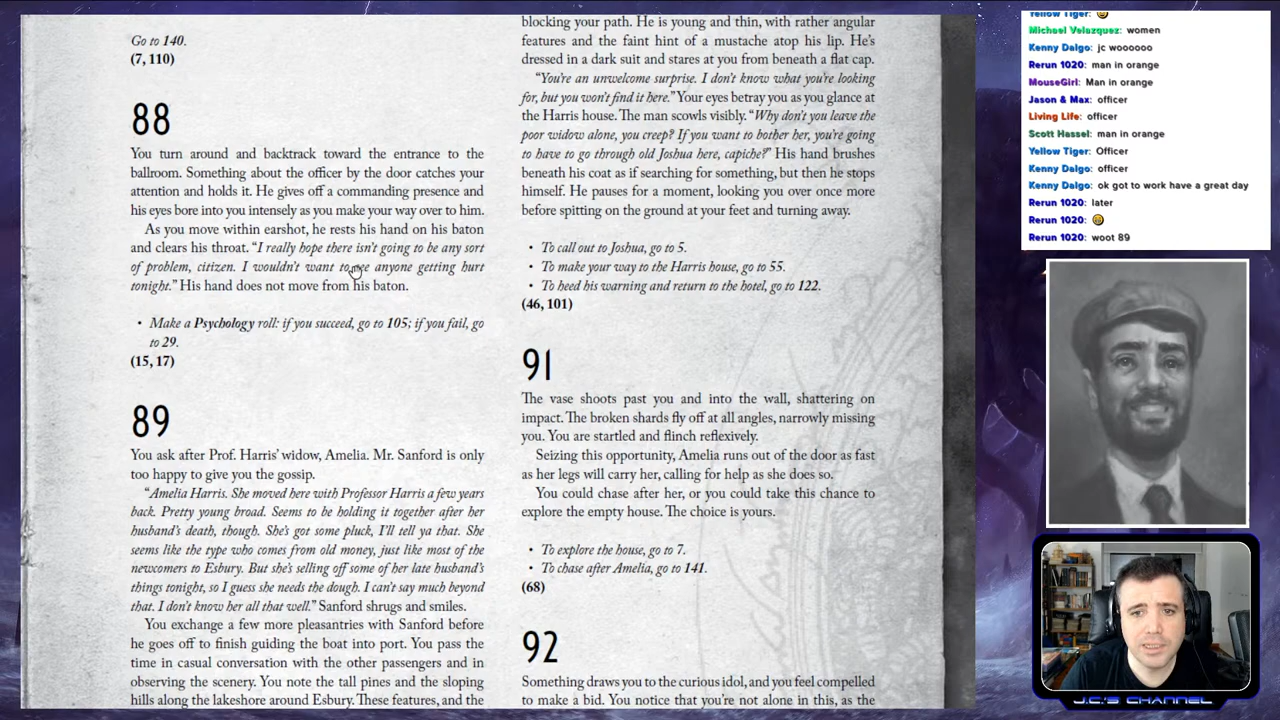 Go to 140.
(7, 110)
88
You turn around and backtrack toward the entrance to the
ballroom. Something about the officer by the door catches your
attention and holds it. He gives off a commanding presence and
his eyes bore into you intensely as you make your way over to him.
As you move within earshot, he rests his hand on his baton
and clears his throat. “I really hope there isn't going to be any sort
of problem, citizen. I wouldn't want to see anyone getting hurt
tonight.” His hand does not move from his baton.
• Make a Psychology roll: if you succeed, go to 105; if you fail, go
to 29.
(15, 17)
89
You ask after Prof. Harris' widow, Amelia. Mr. Sanford is only
too happy to give you the gossip.
“Amelia Harris. She moved here with Professor Harris a few years
back. Pretty young broad. Seems to be holding it together after her
husband's death, though. She's got some pluck, I'll tell ya that. She
seems like the type who comes from old money, just like most of the
newcomers to Esbury. But she's selling off some of her late husband's
things tonight, so I guess she needs the dough. I can't say much beyond
that. I don't know her all that well.” Sanford shrugs and smiles.
You exchange a few more pleasantries with Sanford before
he goes off to finish guiding the boat into port. You pass the
time in casual conversation with the other passengers and in
observing the scenery. You note the tall pines and the sloping
hills along the lakeshore around Esbury. These features, and the
blocking your path. He is young and thin, with rather angular
features and the faint hint of a mustache atop his lip. He's
dressed in a dark suit and stares at you from beneath a flat cap.
“You're an unwelcome surprise. I don't know what you're looking
for, but you won't find it here.” Your eyes betray you as you glance at
the Harris house. The man scowls visibly. “Why don't you leave the
poor widow alone, you creep? If you want to bother her, you're going
to have to go through old Joshua here, capiche?” His hand brushes
beneath his coat as if searching for something, but then he stops
himself. He pauses for a moment, looking you over once more
before spitting on the ground at your feet and turning away.
• To call out to Joshua, go to 5.
• To make your way to the Harris house, go to 55.
• To heed his warning and return to the hotel, go to 122.
(46, 101)
91
The vase shoots past you and into the wall, shattering on
impact. The broken shards fly off at all angles, narrowly missing
you. You are startled and flinch reflexively.
Seizing this opportunity, Amelia runs out of the door as fast
as her legs will carry her, calling for help as she does so.
You could chase after her, or you could take this chance to
explore the empty house. The choice is yours.
• To explore the house, go to 7.
• To chase after Amelia, go to 141.
(68)
92
Something draws you to the curious idol, and you feel compelled
to make a bid. You notice that you're not alone in this, as the
Yellow Tiger:
Michael Velazquez: women
Kenny Dalgo: jc woooooo
Rerun 1020: man in orange
MouseGirl: Man in orange
Jason & Max: officer
Living Life: officer
Scott Hassel: man in orange
Yellow Tiger: Officer
Kenny Dalgo: officer
Kenny Dalgo: ok got to work have a great day
Rerun 1020: later
Rerun 1020:
Rerun 1020: woot 89
J.C.'S CHANNEL